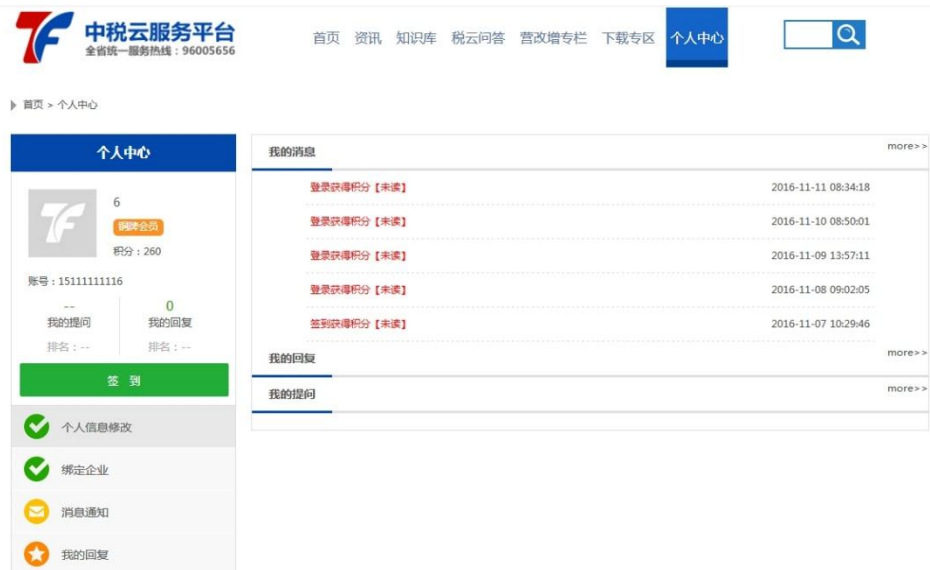 中税云服务平台
全省统一服务热线：96005656
首页 资讯 知识库 税云问答 营改增专栏 下载专区 个人中心
首页 > 个人中心
个人中心
6
铜牌会员
积分：260
账号：15111111116
-- 0
我的提问 我的回复
排名：-- 排名：--
签 到
个人信息修改
绑定企业
消息通知
我的回复
我的消息 more>>
登录获得积分【未读】 2016-11-11 08:34:18
登录获得积分【未读】 2016-11-10 08:50:01
登录获得积分【未读】 2016-11-09 13:57:11
登录获得积分【未读】 2016-11-08 09:02:05
签到获得积分【未读】 2016-11-07 10:29:46
我的回复 more>>
我的提问 more>>